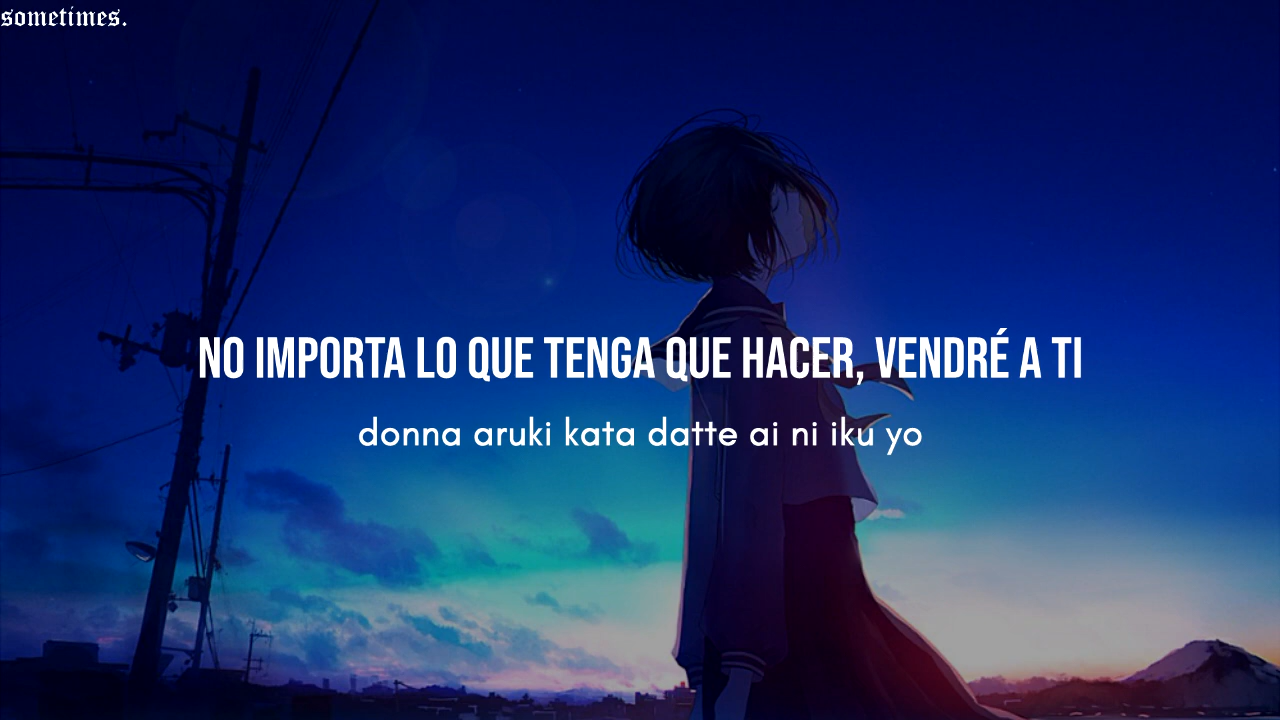 sometimes.
NO IMPORTA LO QUE TENGA QUE HACER, VENDRÉ A TI
donna aruki kata datte ai ni iku yo